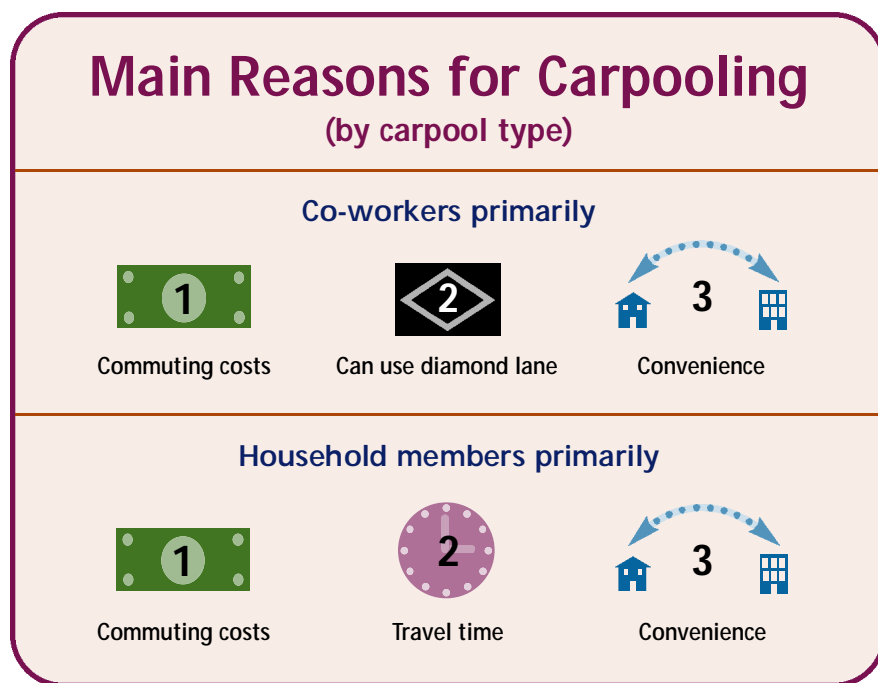 Main Reasons for Carpooling
(by carpool type)
Co-workers primarily
1
2
3
Commuting costs
Can use diamond lane
Convenience
Household members primarily
1
2
3
Commuting costs
Travel time
Convenience